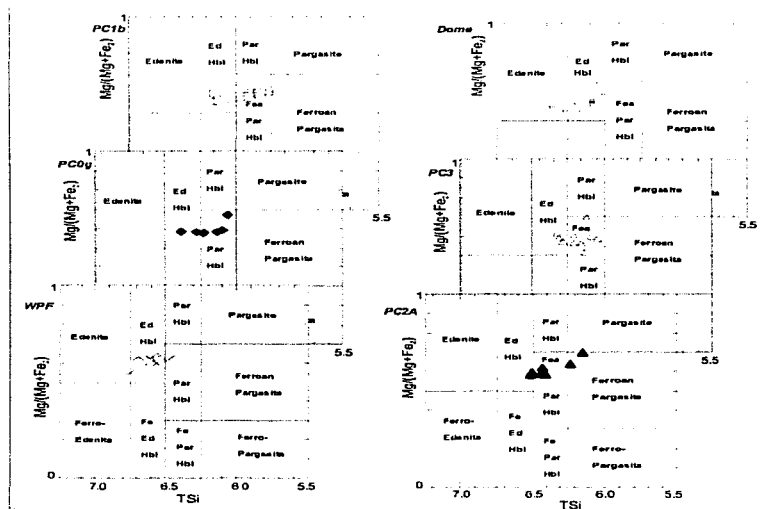 1
PC1b
Mg/(Mg+Fe2)
Edenite
Ed
Hbl
Par
Hbl
Pargasite
Fea
Par
Hbl
Ferroan
Pargasite
5.5
1
PC0g
Mg/(Mg+Fe2)
Edenite
Ed
Hbl
Par
Hbl
Pargasite
Par
Hbl
Ferroan
Pargasite
5.5
1
WPF
Mg/(Mg+Fe2)
Edenite
Ed
Hbl
Par
Hbl
Pargasite
Par
Hbl
Ferroan
Pargasite
Ferro-
Edenite
Fe
Ed
Hbl
Fe
Par
Hbl
Ferro-
Pargasite
0
7.0
6.5
6.0
5.5
TSi
1
Dome
Mg/(Mg+Fe2)
Edenite
Ed
Hbl
Par
Hbl
Pargasite
Fea
Par
Hbl
Ferroan
Pargasite
5.5
1
PC3
Mg/(Mg+Fe2)
Edenite
Ed
Hbl
Par
Hbl
Pargasite
Fea
Par
Hbl
Ferroan
Pargasite
5.5
1
PC2A
Mg/(Mg+Fe2)
Edenite
Ed
Hbl
Par
Hbl
Pargasite
Fea
Par
Hbl
Ferroan
Pargasite
Ferro-
Edenite
Fe
Ed
Hbl
Fe
Par
Hbl
Ferro-
Pargasite
0
7.0
6.5
6.0
5.5
TSi